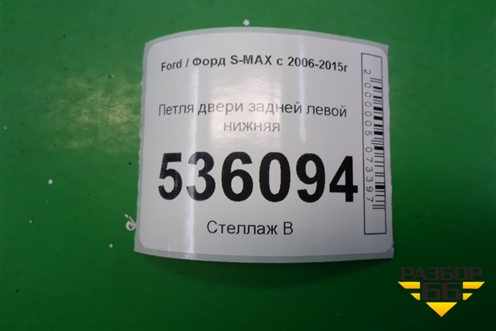 Ford / Форд S-MAX с 2006-2015г
Петля двери задней левой
нижняя
536094
Стеллаж В
2000005073397
РАЗБОР
66